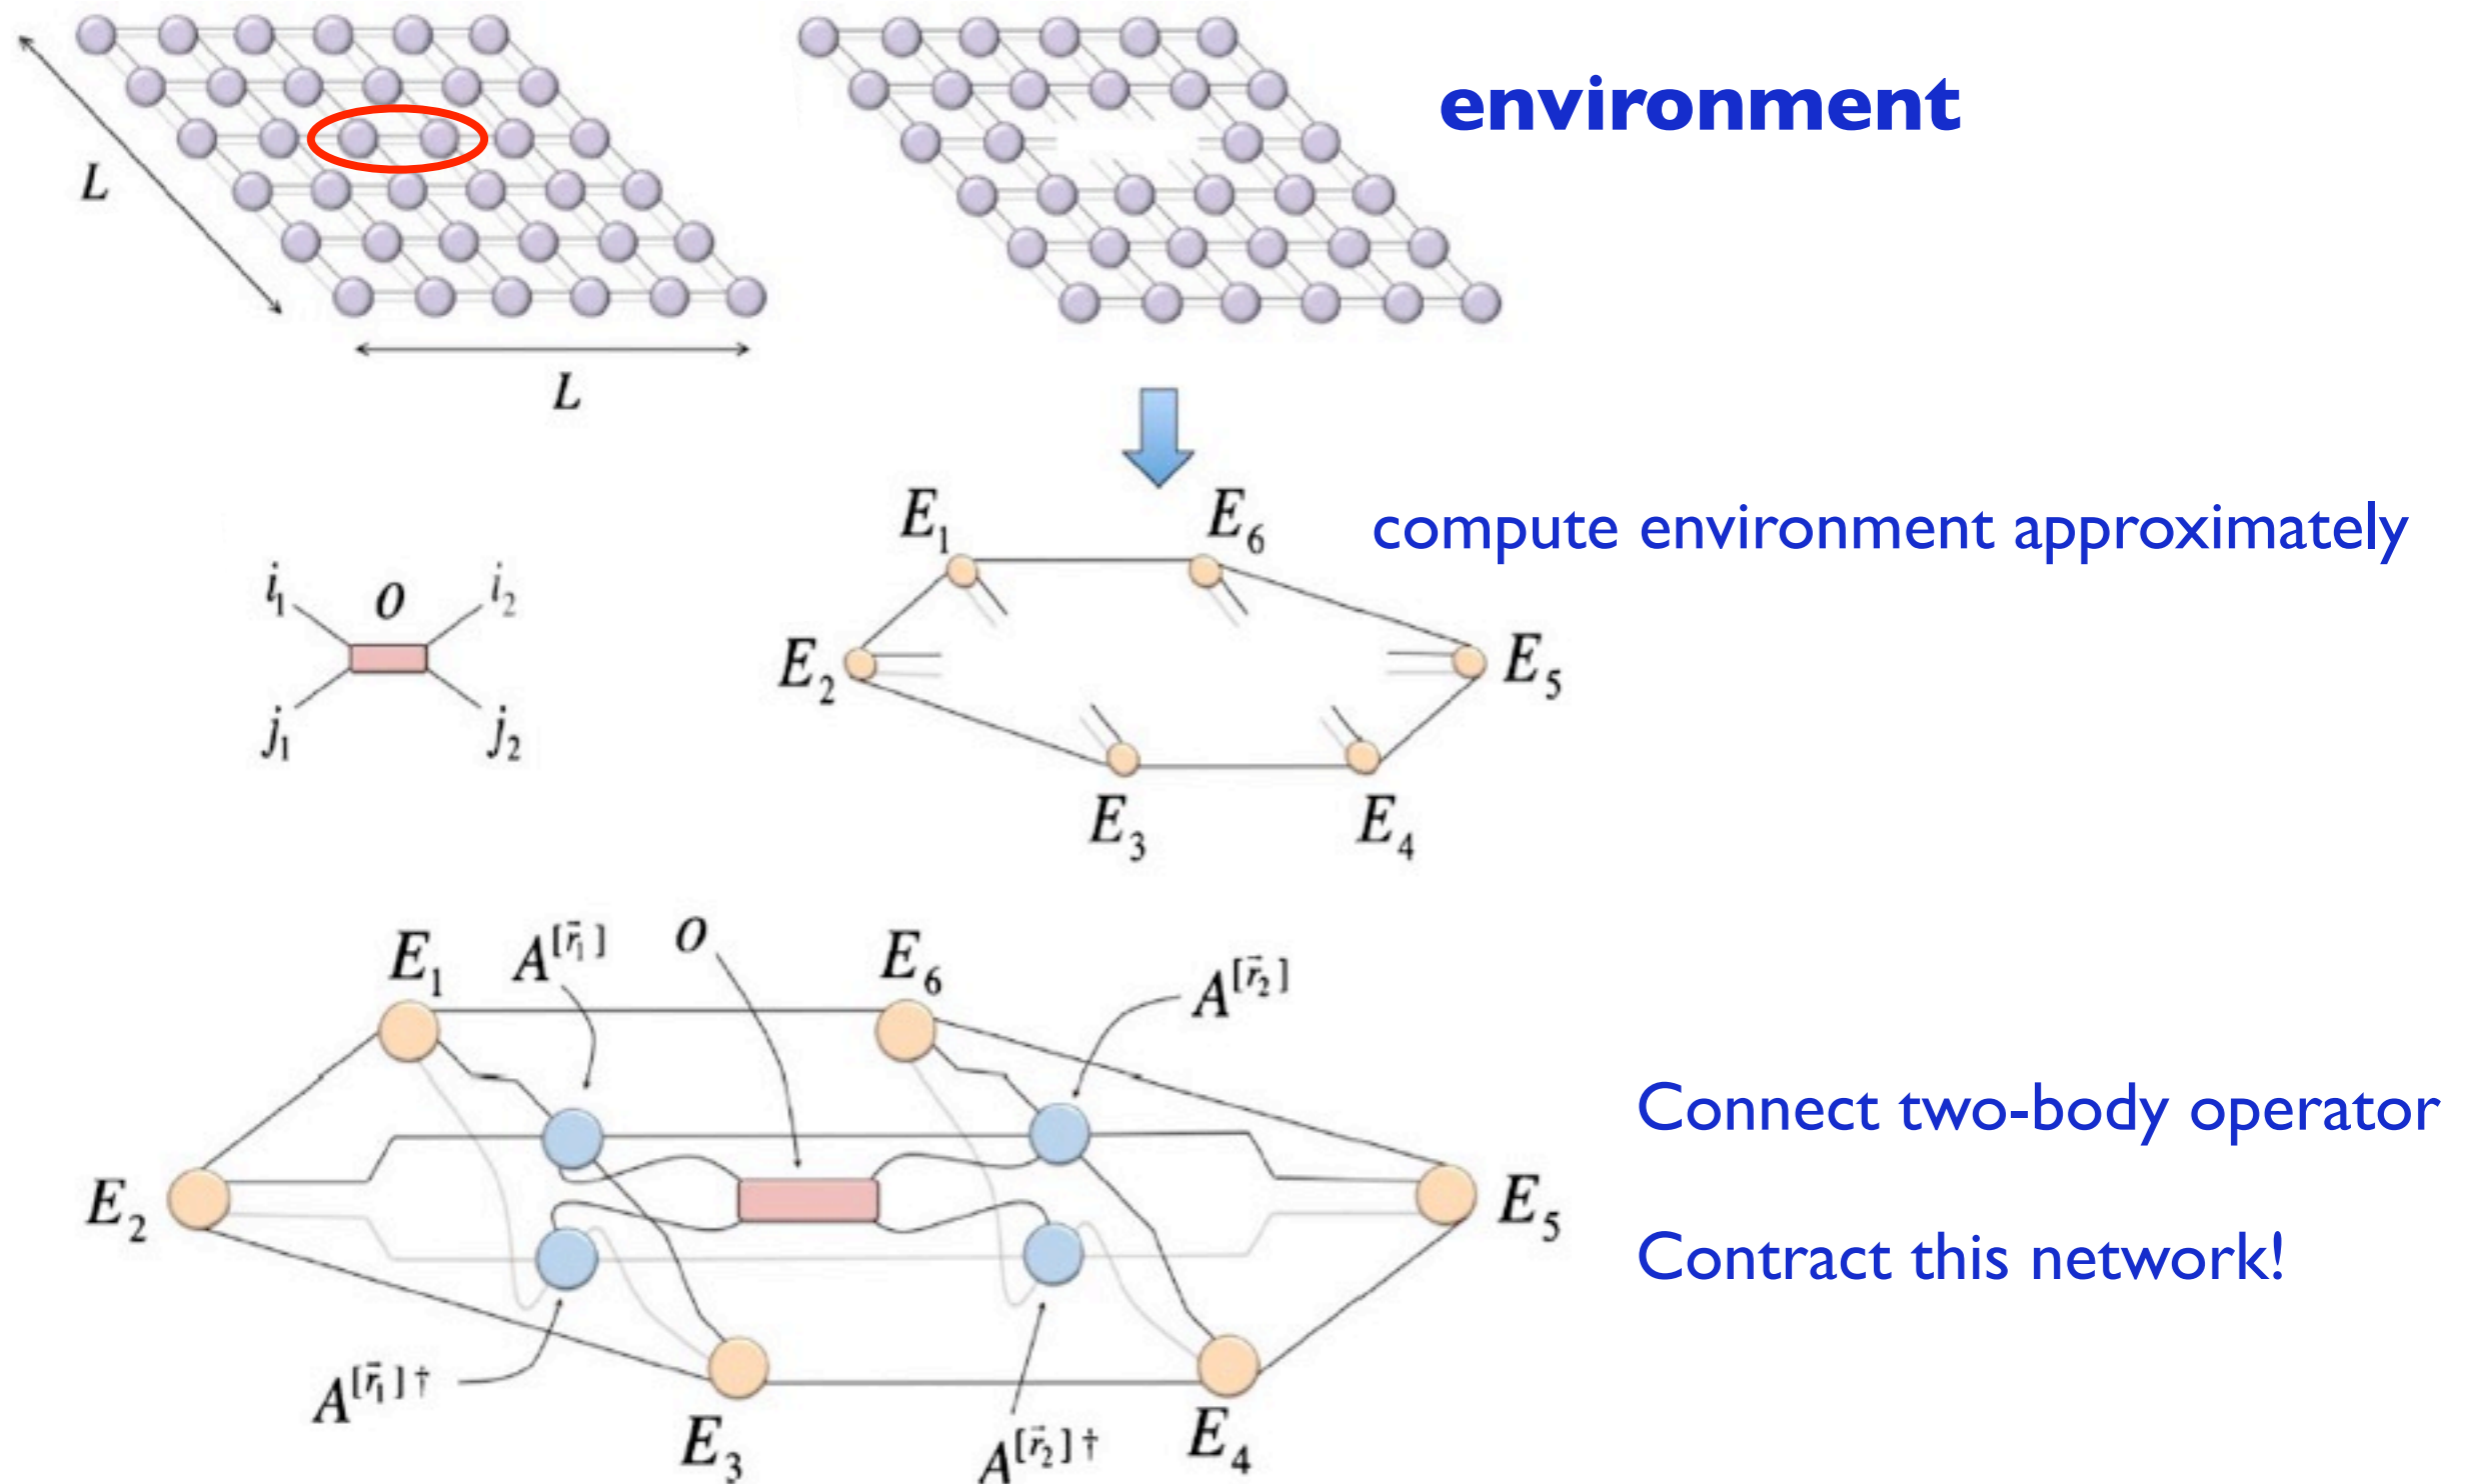 environment
L
L
E₁
E₆
compute environment approximately
i₁
O
i₂
E₂
E₅
j₁
j₂
E₃
E₄
E₁
A^{[r⃗₁]}
O
E₆
A^{[r⃗₂]}
Connect two-body operator
E₂
E₅
Contract this network!
A^{[r⃗₁]†}
E₃
A^{[r⃗₂]†}
E₄